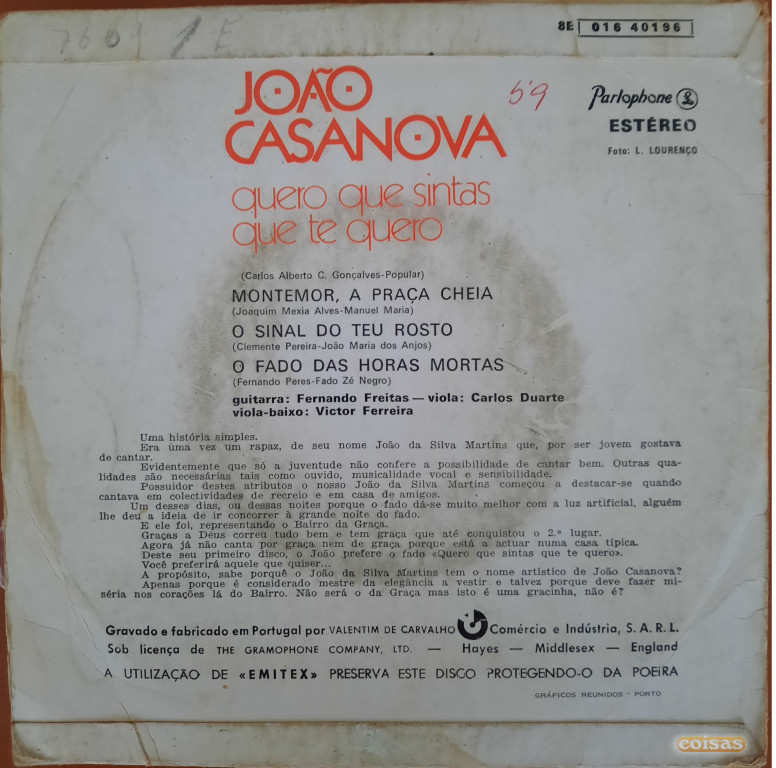 7601 1E
8E 016 40196
JOÃO
CASANOVA
5'9
Parlophone
ESTÉREO
Foto: L. LOURENÇO
quero que sintas
que te quero
(Carlos Alberto C. Gonçalves-Popular)
MONTEMOR, A PRAÇA CHEIA
(Joaquim Mexia Alves-Manuel Maria)
O SINAL DO TEU ROSTO
(Clemente Pereira-João Maria dos Anjos)
O FADO DAS HORAS MORTAS
(Fernando Peres-Fado Zé Negro)
guitarra: Fernando Freitas — viola: Carlos Duarte
viola-baixo: Victor Ferreira
Uma história simples.
Era uma vez um rapaz, de seu nome João da Silva Martins que, por ser jovem gostava
de cantar.
Evidentemente que só a juventude não confere a possibilidade de cantar bem. Outras qua-
lidades são necessárias tais como ouvido, musicalidade vocal e sensibilidade.
Possuidor destes atributos o nosso João da Silva Martins começou a destacar-se quando
cantava em colectividades de recreio e em casa de amigos.
Um desses dias, ou dessas noites porque o fado dá-se muito melhor com a luz artificial, alguém
lhe deu a ideia de ir concorrer à grande noite do fado.
E ele foi, representando o Bairro da Graça.
Graças a Deus correu tudo bem e tem graça que até conquistou o 2.º lugar.
Agora já não canta por graça nem de graça porque está a actuar numa casa típica.
Deste seu primeiro disco, o João prefere o fado «Quero que sintas que te quero».
Você preferirá aquele que quiser...
A propósito, sabe porquê o João da Silva Martins tem o nome artístico de João Casanova?
Apenas porque é considerado mestre da elegância a vestir e talvez porque deve fazer mi-
séria nos corações lá do Bairro. Não será o da Graça mas isto é uma gracinha, não é?
Gravado e fabricado em Portugal por VALENTIM DE CARVALHO Comércio e Indústria, S. A. R. L.
Sob licença de THE GRAMOPHONE COMPANY, LTD. — Hayes — Middlesex — England
A UTILIZAÇÃO DE «EMITEX» PRESERVA ESTE DISCO PROTEGENDO-O DA POEIRA
GRÁFICOS REUNIDOS - PORTO
coisas